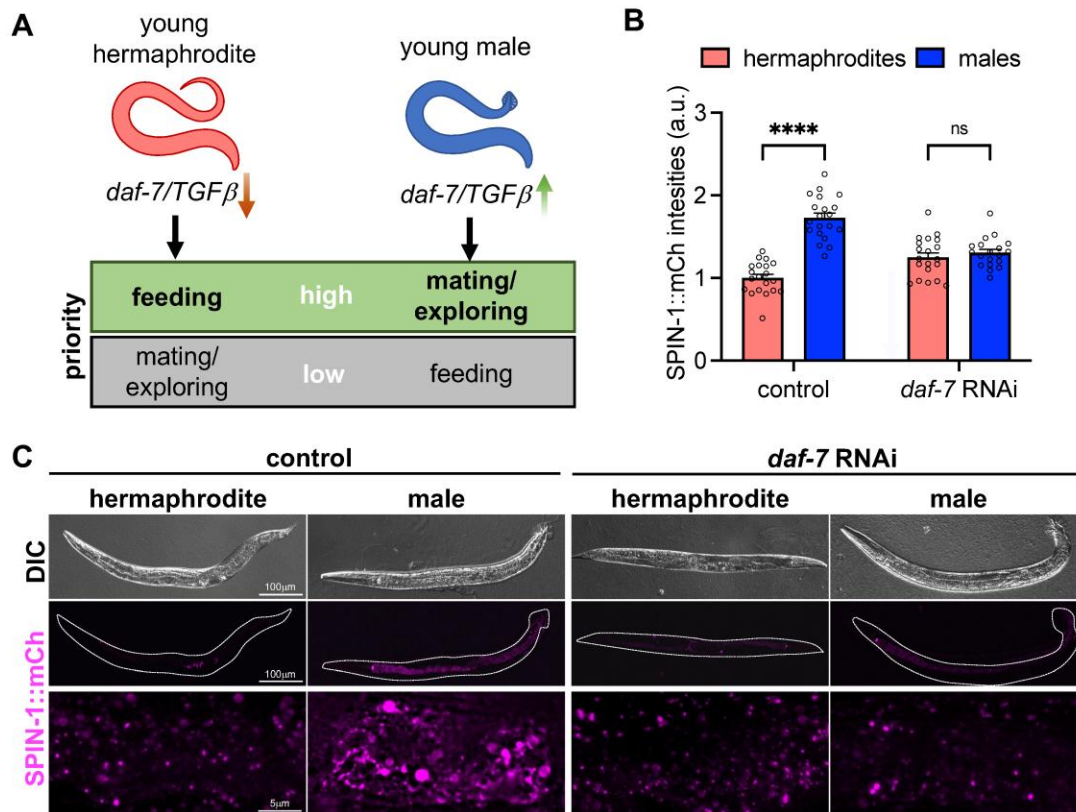 A
young
hermaphrodite
young male
daf-7/TGFβ
daf-7/TGFβ
priority
feeding
high
mating/
exploring
mating/
exploring
low
feeding
B
hermaphrodites
males
SPIN-1::mCh intesities (a.u.)
3
2
1
0
****
ns
control
daf-7 RNAi
C
control
daf-7 RNAi
hermaphrodite
male
hermaphrodite
male
DIC
100μm
SPIN-1::mCh
100μm
5μm